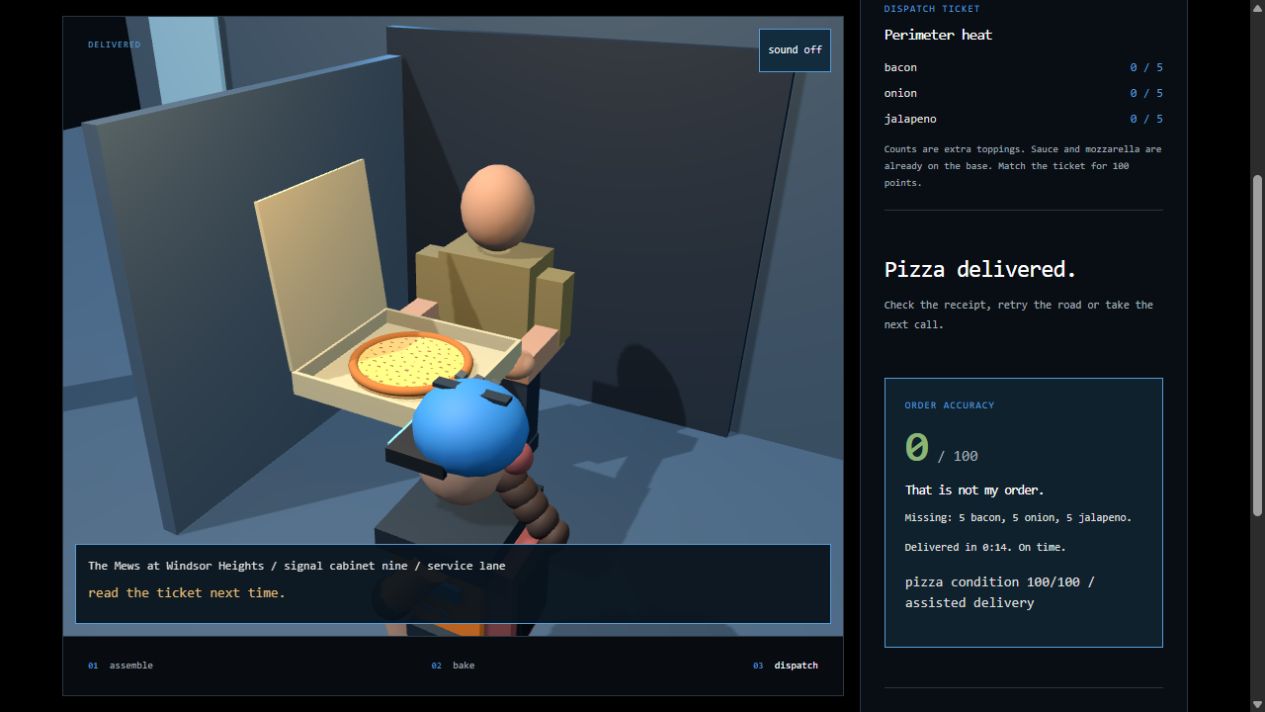 DELIVERED
sound off
The Mews at Windsor Heights / signal cabinet nine / service lane
read the ticket next time.
01 assemble
02 bake
03 dispatch
DISPATCH TICKET
Perimeter heat
bacon 0 / 5
onion 0 / 5
jalapeno 0 / 5
Counts are extra toppings. Sauce and mozzarella are
already on the base. Match the ticket for 100
points.
Pizza delivered.
Check the receipt, retry the road or take the
next call.
ORDER ACCURACY
0 / 100
That is not my order.
Missing: 5 bacon, 5 onion, 5 jalapeno.
Delivered in 0:14. On time.
pizza condition 100/100 /
assisted delivery